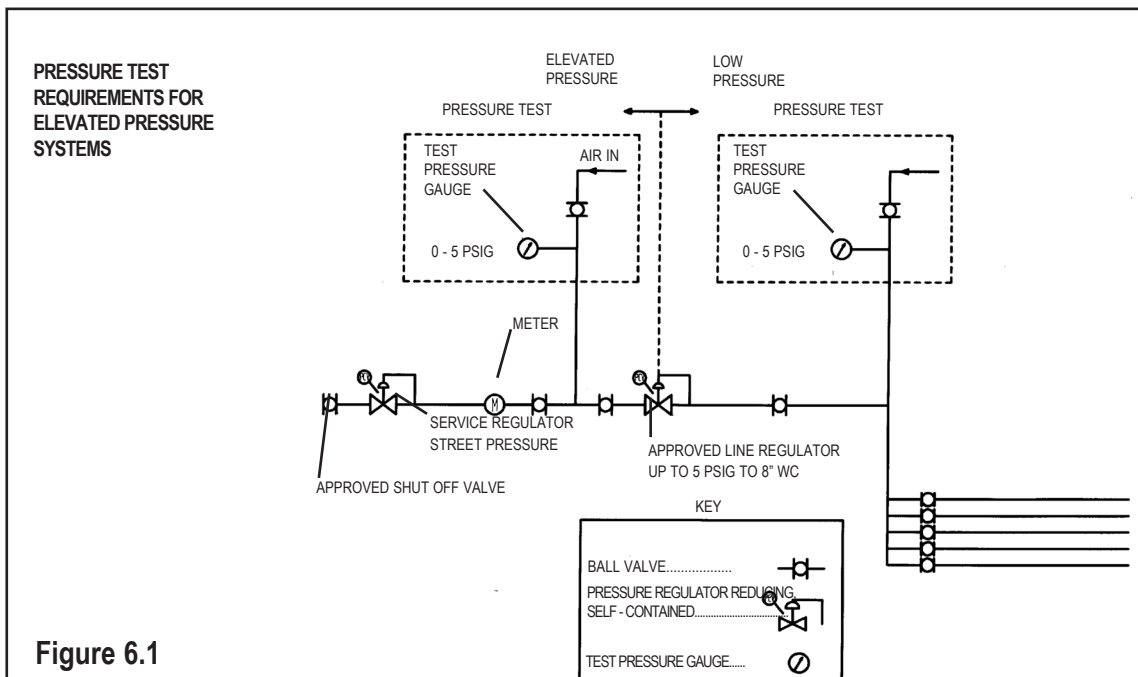 PRESSURE TEST
REQUIREMENTS FOR
ELEVATED PRESSURE
SYSTEMS
ELEVATED
PRESSURE
LOW
PRESSURE
PRESSURE TEST
PRESSURE TEST
TEST
PRESSURE
GAUGE
AIR IN
0 - 5 PSIG
TEST
PRESSURE
GAUGE
0 - 5 PSIG
METER
M
SERVICE REGULATOR
STREET PRESSURE
APPROVED SHUT OFF VALVE
APPROVED LINE REGULATOR
UP TO 5 PSIG TO 8" WC
KEY
BALL VALVE..................
PRESSURE REGULATOR REDUCING,
SELF - CONTAINED....................................
TEST PRESSURE GAUGE......
Figure 6.1